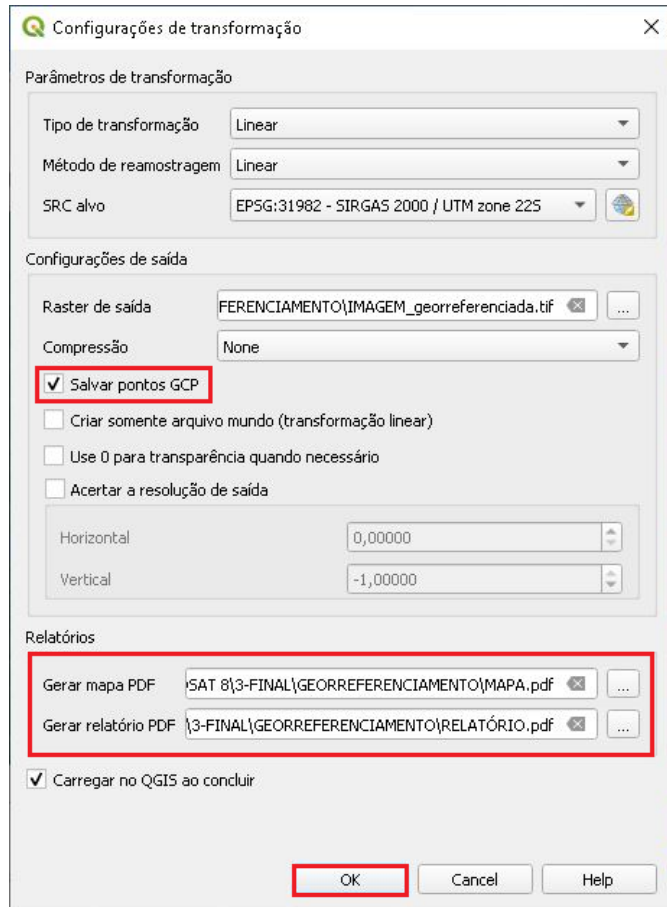 Configurações de transformação
Parâmetros de transformação
Tipo de transformação Linear
Método de reamostragem Linear
SRC alvo EPSG:31982 - SIRGAS 2000 / UTM zone 22S
Configurações de saída
Raster de saída FERENCIAMENTO\IMAGEM_georreferenciada.tif ...
Compressão None
Salvar pontos GCP
Criar somente arquivo mundo (transformação linear)
Use 0 para transparência quando necessário
Acertar a resolução de saída
Horizontal 0,00000
Vertical -1,00000
Relatórios
Gerar mapa PDF SAT 8\3-FINAL\GEORREFERENCIAMENTO\MAPA.pdf ...
Gerar relatório PDF \3-FINAL\GEORREFERENCIAMENTO\RELATÓRIO.pdf ...
Carregar no QGIS ao concluir
OK Cancel Help